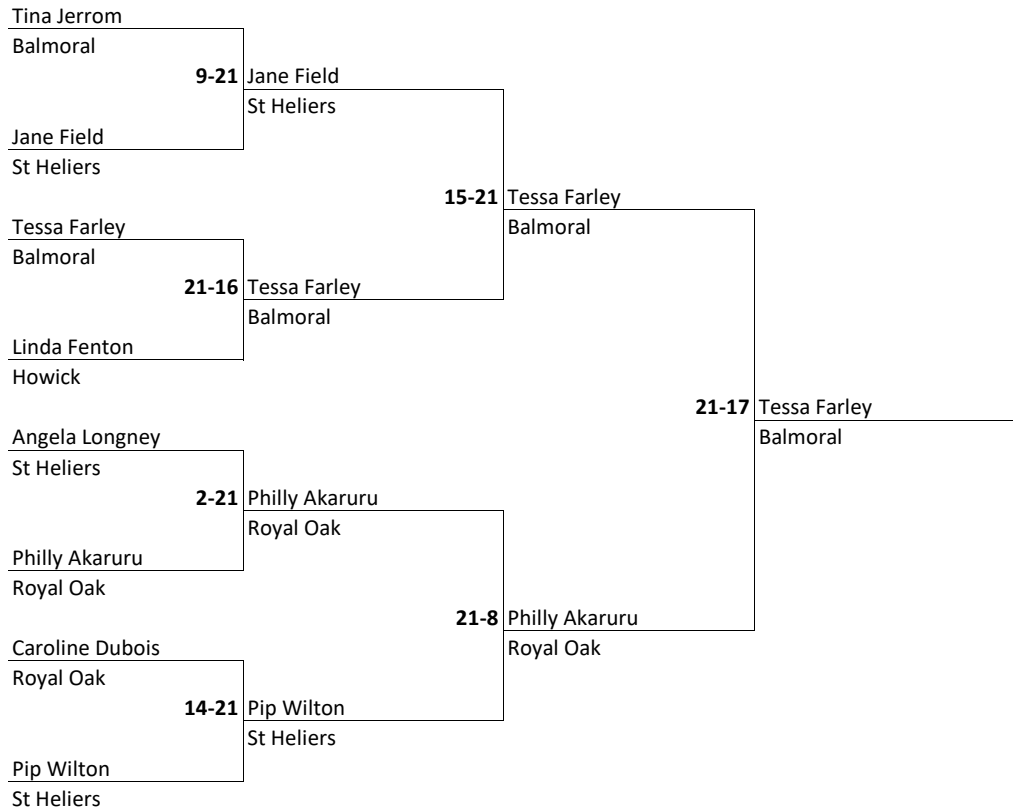 Tina Jerrom
Balmoral
9-21 Jane Field
St Heliers
Jane Field
St Heliers
15-21 Tessa Farley
Balmoral
Tessa Farley
Balmoral
21-16 Tessa Farley
Balmoral
Linda Fenton
Howick
21-17 Tessa Farley
Balmoral
Angela Longney
St Heliers
2-21 Philly Akaruru
Royal Oak
Philly Akaruru
Royal Oak
21-8 Philly Akaruru
Royal Oak
Caroline Dubois
Royal Oak
14-21 Pip Wilton
St Heliers
Pip Wilton
St Heliers